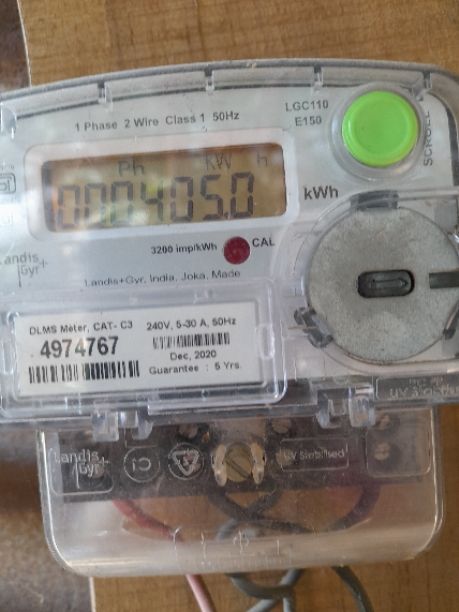 LGC110
1 Phase 2 Wire Class 1 50Hz
E150
SCROLL
Ph kW h
0000405.0
kWh
3200 imp/kWh
CAL
Landis+
Gyr
Landis+Gyr, India, Joka, Made
DLMS Meter, CAT- C3
240V, 5-30 A, 50Hz
4974767
Dec, 2020
Guarantee : 5 Yrs.
Landis
Gyr
UV Stabilised